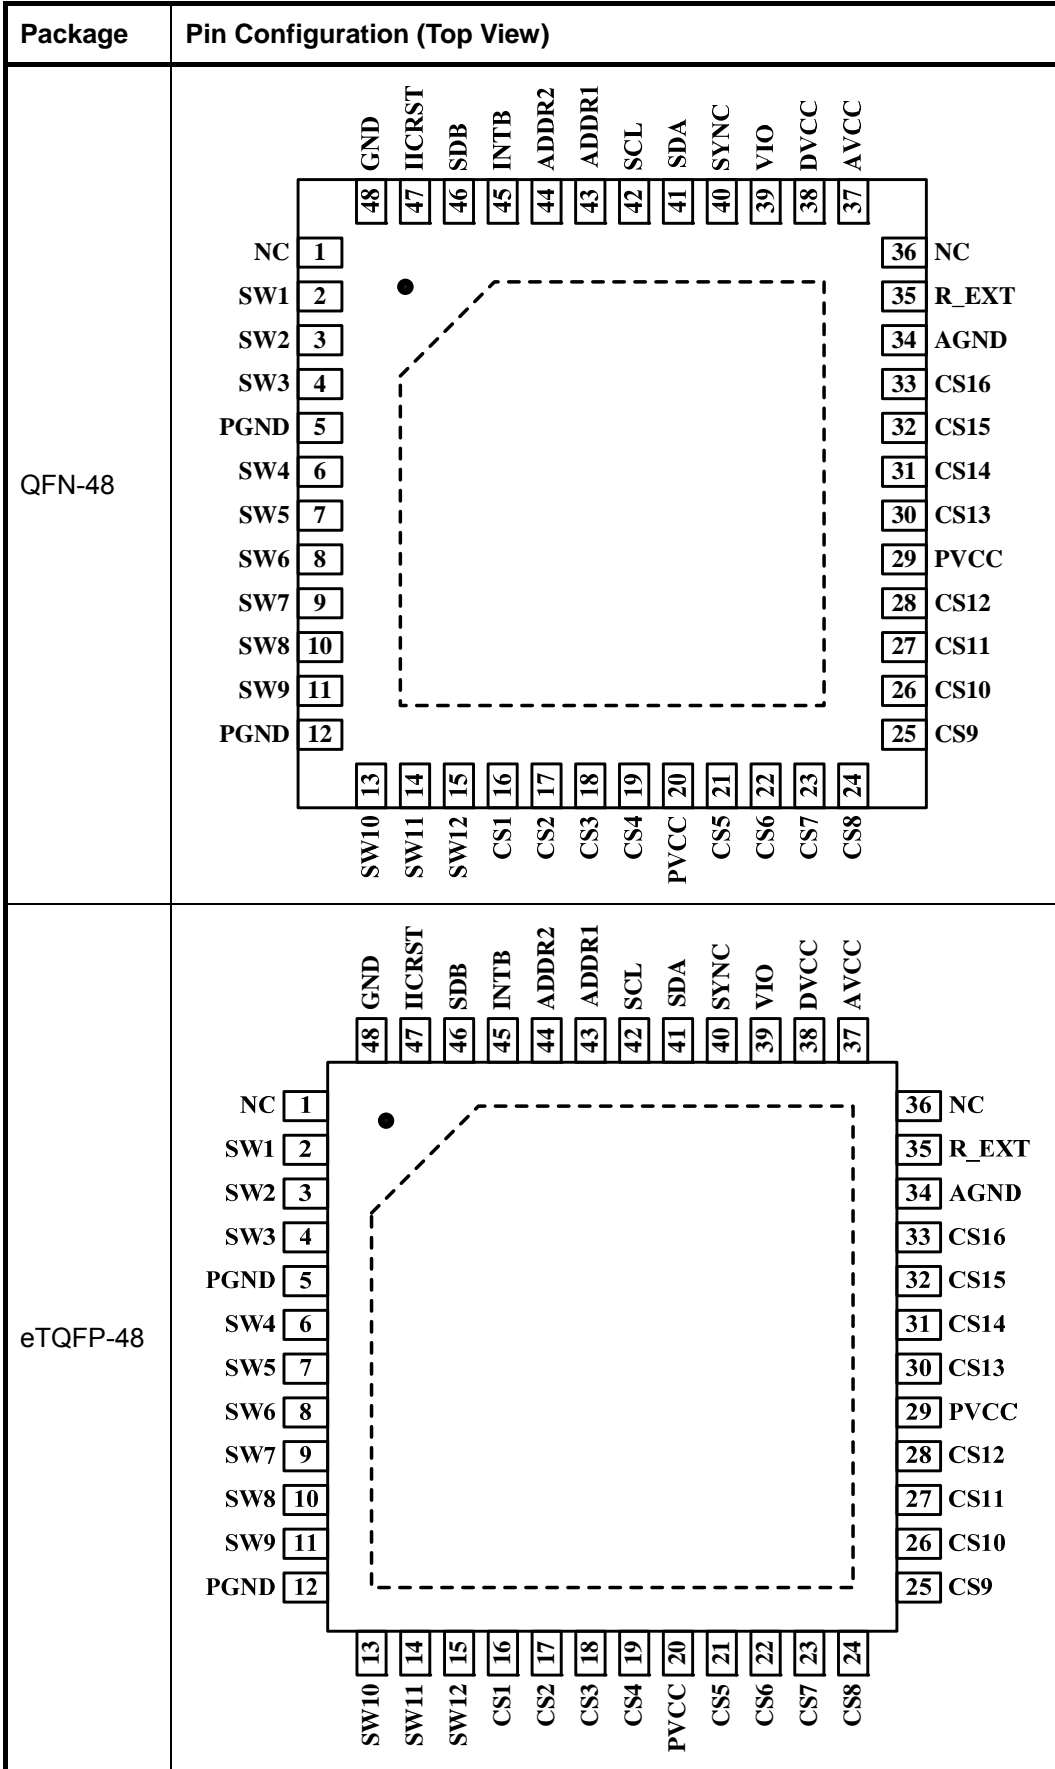 Package Pin Configuration (Top View)
QFN-48
GND IICRST SDB INTB ADDR2 ADDR1 SCL SDA SYNC VIO DVCC AVCC
48 47 46 45 44 43 42 41 40 39 38 37
NC 1 36 NC
SW1 2 35 R_EXT
SW2 3 34 AGND
SW3 4 33 CS16
PGND 5 32 CS15
SW4 6 31 CS14
SW5 7 30 CS13
SW6 8 29 PVCC
SW7 9 28 CS12
SW8 10 27 CS11
SW9 11 26 CS10
PGND 12 25 CS9
13 14 15 16 17 18 19 20 21 22 23 24
SW10 SW11 SW12 CS1 CS2 CS3 CS4 PVCC CS5 CS6 CS7 CS8
eTQFP-48
GND IICRST SDB INTB ADDR2 ADDR1 SCL SDA SYNC VIO DVCC AVCC
48 47 46 45 44 43 42 41 40 39 38 37
NC 1 36 NC
SW1 2 35 R_EXT
SW2 3 34 AGND
SW3 4 33 CS16
PGND 5 32 CS15
SW4 6 31 CS14
SW5 7 30 CS13
SW6 8 29 PVCC
SW7 9 28 CS12
SW8 10 27 CS11
SW9 11 26 CS10
PGND 12 25 CS9
13 14 15 16 17 18 19 20 21 22 23 24
SW10 SW11 SW12 CS1 CS2 CS3 CS4 PVCC CS5 CS6 CS7 CS8